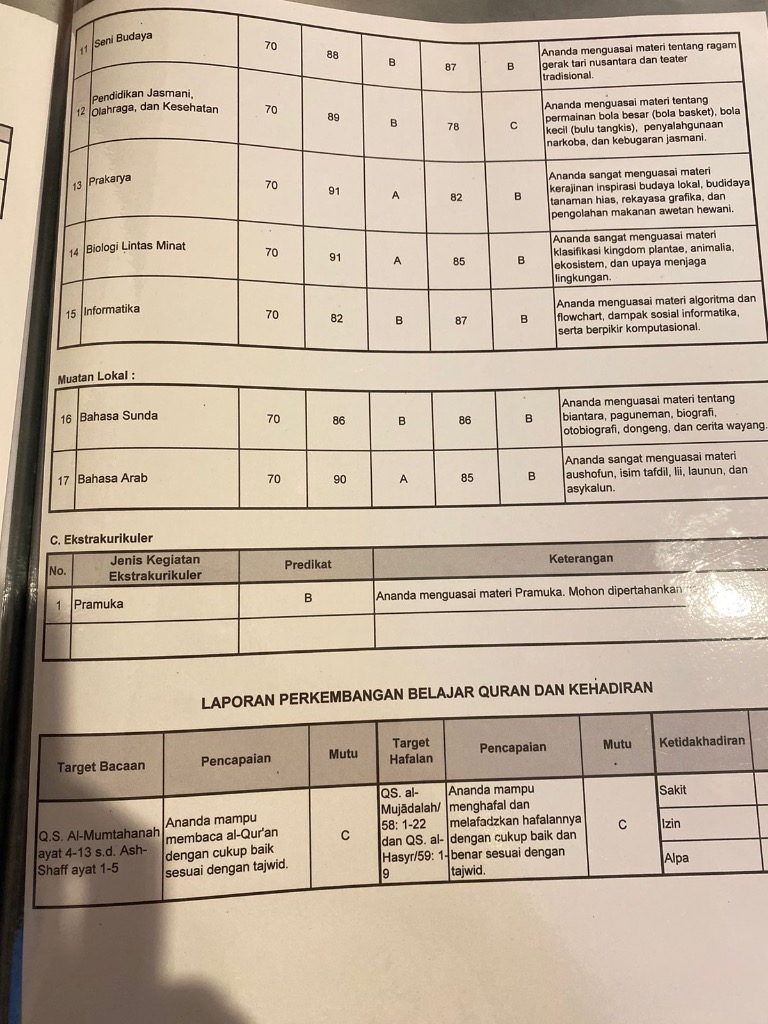 11 Seni Budaya 70 88 B 87 B Ananda menguasai materi tentang ragam
gerak tari nusantara dan teater
tradisional.
12 Pendidikan Jasmani,
Olahraga, dan Kesehatan 70 89 B 78 C Ananda menguasai materi tentang
permainan bola besar (bola basket), bola
kecil (bulu tangkis), penyalahgunaan
narkoba, dan kebugaran jasmani.
13 Prakarya 70 91 A 82 B Ananda sangat menguasai materi
kerajinan inspirasi budaya lokal, budidaya
tanaman hias, rekayasa grafika, dan
pengolahan makanan awetan hewani.
14 Biologi Lintas Minat 70 91 A 85 B Ananda sangat menguasai materi
klasifikasi kingdom plantae, animalia,
ekosistem, dan upaya menjaga
lingkungan.
15 Informatika 70 82 B 87 B Ananda menguasai materi algoritma dan
flowchart, dampak sosial informatika,
serta berpikir komputasional.
Muatan Lokal :
16 Bahasa Sunda 70 86 B 86 B Ananda menguasai materi tentang
biantara, paguneman, biografi,
otobiografi, dongeng, dan cerita wayang.
17 Bahasa Arab 70 90 A 85 B Ananda sangat menguasai materi
aushofun, isim tafdil, lii, launun, dan
asykalun.
C. Ekstrakurikuler
No. Jenis Kegiatan
Ekstrakurikuler Predikat Keterangan
1 Pramuka B Ananda menguasai materi Pramuka. Mohon dipertahankan
LAPORAN PERKEMBANGAN BELAJAR QURAN DAN KEHADIRAN
Target Bacaan Pencapaian Mutu Target
Hafalan Pencapaian Mutu Ketidakhadiran
Q.S. Al-Mumtahanah
ayat 4-13 s.d. Ash-
Shaff ayat 1-5
Ananda mampu
membaca al-Qur'an
dengan cukup baik
sesuai dengan tajwid.
C
QS. al-
Mujādalah/
58: 1-22
dan QS. al-
Hasyr/59: 1-
9
Ananda mampu
menghafal dan
melafadzkan hafalannya
dengan cukup baik dan
benar sesuai dengan
tajwid.
C
Sakit
Izin
Alpa